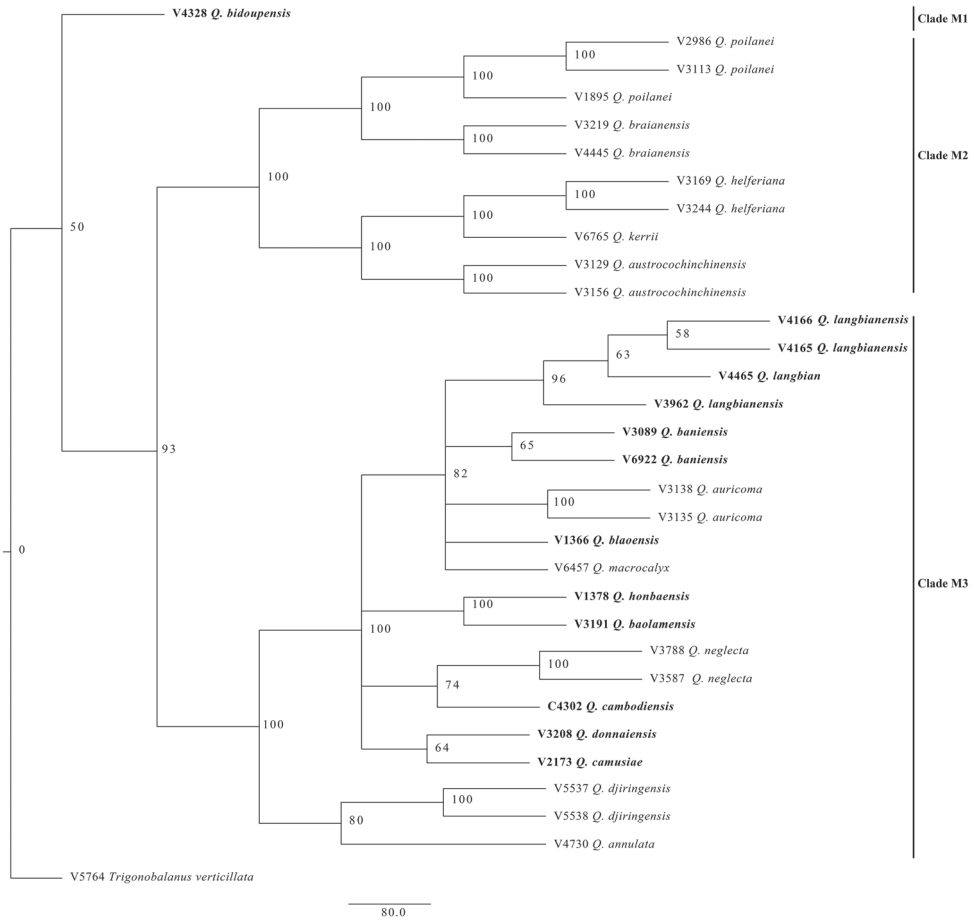 V4328 Q. bidoupensis
Clade M1
V2986 Q. poilanei
100
V3113 Q. poilanei
100
V1895 Q. poilanei
100
V3219 Q. braianensis
100
V4445 Q. braianensis
Clade M2
100
V3169 Q. helferiana
100
V3244 Q. helferiana
100
V6765 Q. kerrii
50
100
V3129 Q. austrocochinchinensis
100
V3156 Q. austrocochinchinensis
V4166 Q. langbianensis
58
V4165 Q. langbianensis
63
V4465 Q. langbian
96
V3962 Q. langbianensis
V3089 Q. baniensis
65
93
V6922 Q. baniensis
82
V3138 Q. auricoma
100
V3135 Q. auricoma
V1366 Q. blaoensis
0
V6457 Q. macrocalyx
Clade M3
V1378 Q. honbaensis
100
V3191 Q. baolamensis
100
V3788 Q. neglecta
100
V3587 Q. neglecta
74
C4302 Q. cambodiensis
100
V3208 Q. donnaiensis
64
V2173 Q. camusiae
V5537 Q. djiringensis
100
V5538 Q. djiringensis
80
V4730 Q. annulata
V5764 Trigonobalanus verticillata
80.0